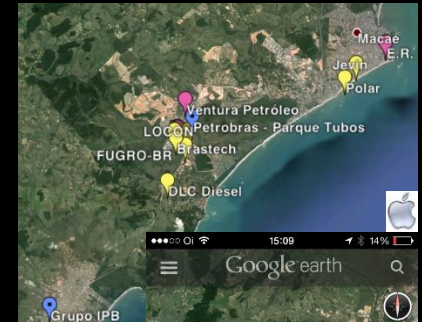 Macaé
E.R.
Jevin
Polar
Ventura Petróleo
LOCON Petrobras - Parque Tubos
FUGRO-BR Brastech
DLC Diesel
Oi 15:09 14%
Google earth
Grupo IPB